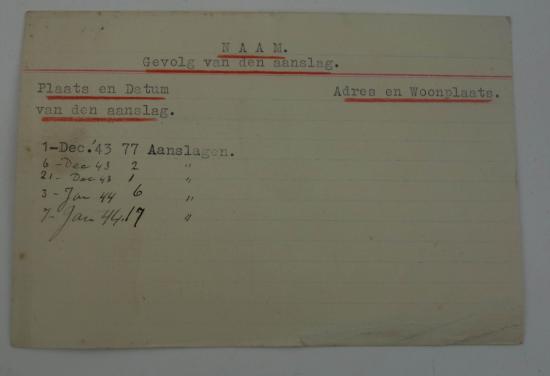 N A A M.
Gevolg van den aanslag.
Plaats en Datum Adres en Woonplaats.
van den aanslag.
1-Dec.'43 77 Aanslagen.
6 - Dec 43 2 "
21 - Dec 43 1 "
3 - Jan 44 6 "
7 - Jan 44. 17 "